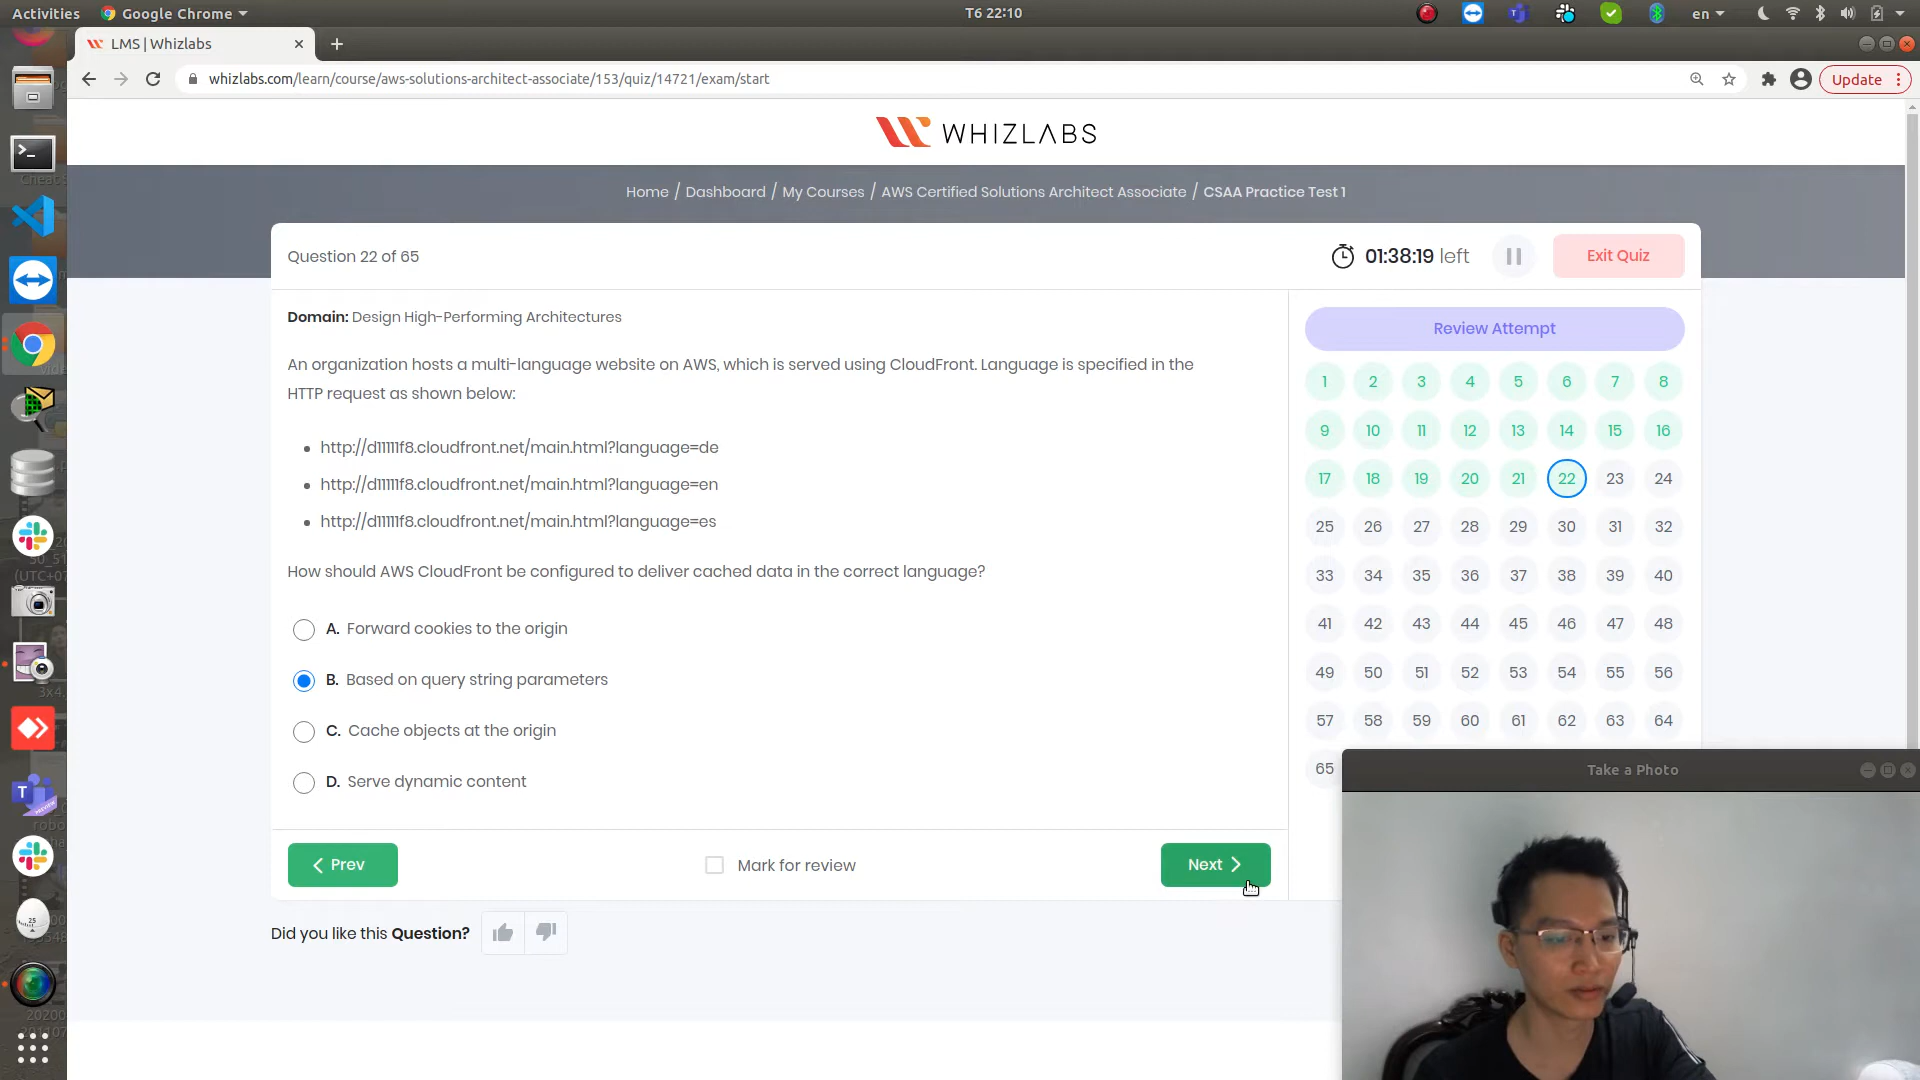 Activities
Google Chrome
T6 22:10
en
LMS | Whizlabs
whizlabs.com/learn/course/aws-solutions-architect-associate/153/quiz/14721/exam/start
Update
WHIZLABS
Home / Dashboard / My Courses / AWS Certified Solutions Architect Associate / CSAA Practice Test 1
Question 22 of 65
01:38:19 left
Exit Quiz
Domain: Design High-Performing Architectures
An organization hosts a multi-language website on AWS, which is served using CloudFront. Language is specified in the
HTTP request as shown below:
http://d11111f8.cloudfront.net/main.html?language=de
http://d11111f8.cloudfront.net/main.html?language=en
http://d11111f8.cloudfront.net/main.html?language=es
How should AWS CloudFront be configured to deliver cached data in the correct language?
A. Forward cookies to the origin
B. Based on query string parameters
C. Cache objects at the origin
D. Serve dynamic content
Prev
Mark for review
Next
Did you like this Question?
Review Attempt
1 2 3 4 5 6 7 8
9 10 11 12 13 14 15 16
17 18 19 20 21 22 23 24
25 26 27 28 29 30 31 32
33 34 35 36 37 38 39 40
41 42 43 44 45 46 47 48
49 50 51 52 53 54 55 56
57 58 59 60 61 62 63 64
65
Take a Photo